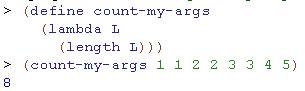 > (define count-my-args
(lambda L
(length L)))
> (count-my-args 1 1 2 2 3 3 4 5)
8